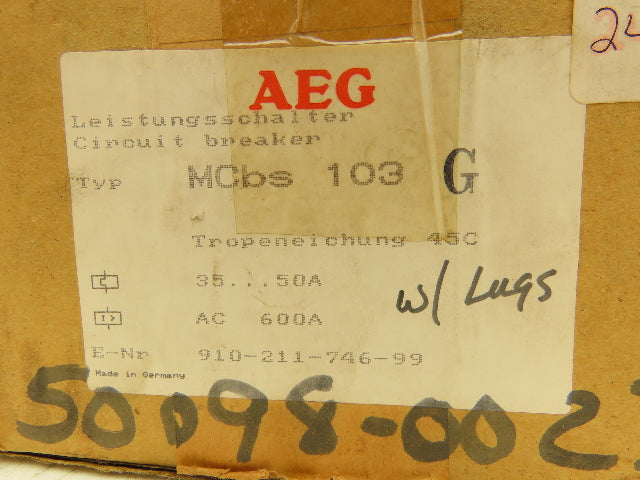 AEG
Leistungsschalter
Circuit breaker
Typ MCbs 103 G
Tropeneichung 45C
35...50A
AC 600A
w/ Lugs
E-Nr 910-211-746-99
Made in Germany
50098-002